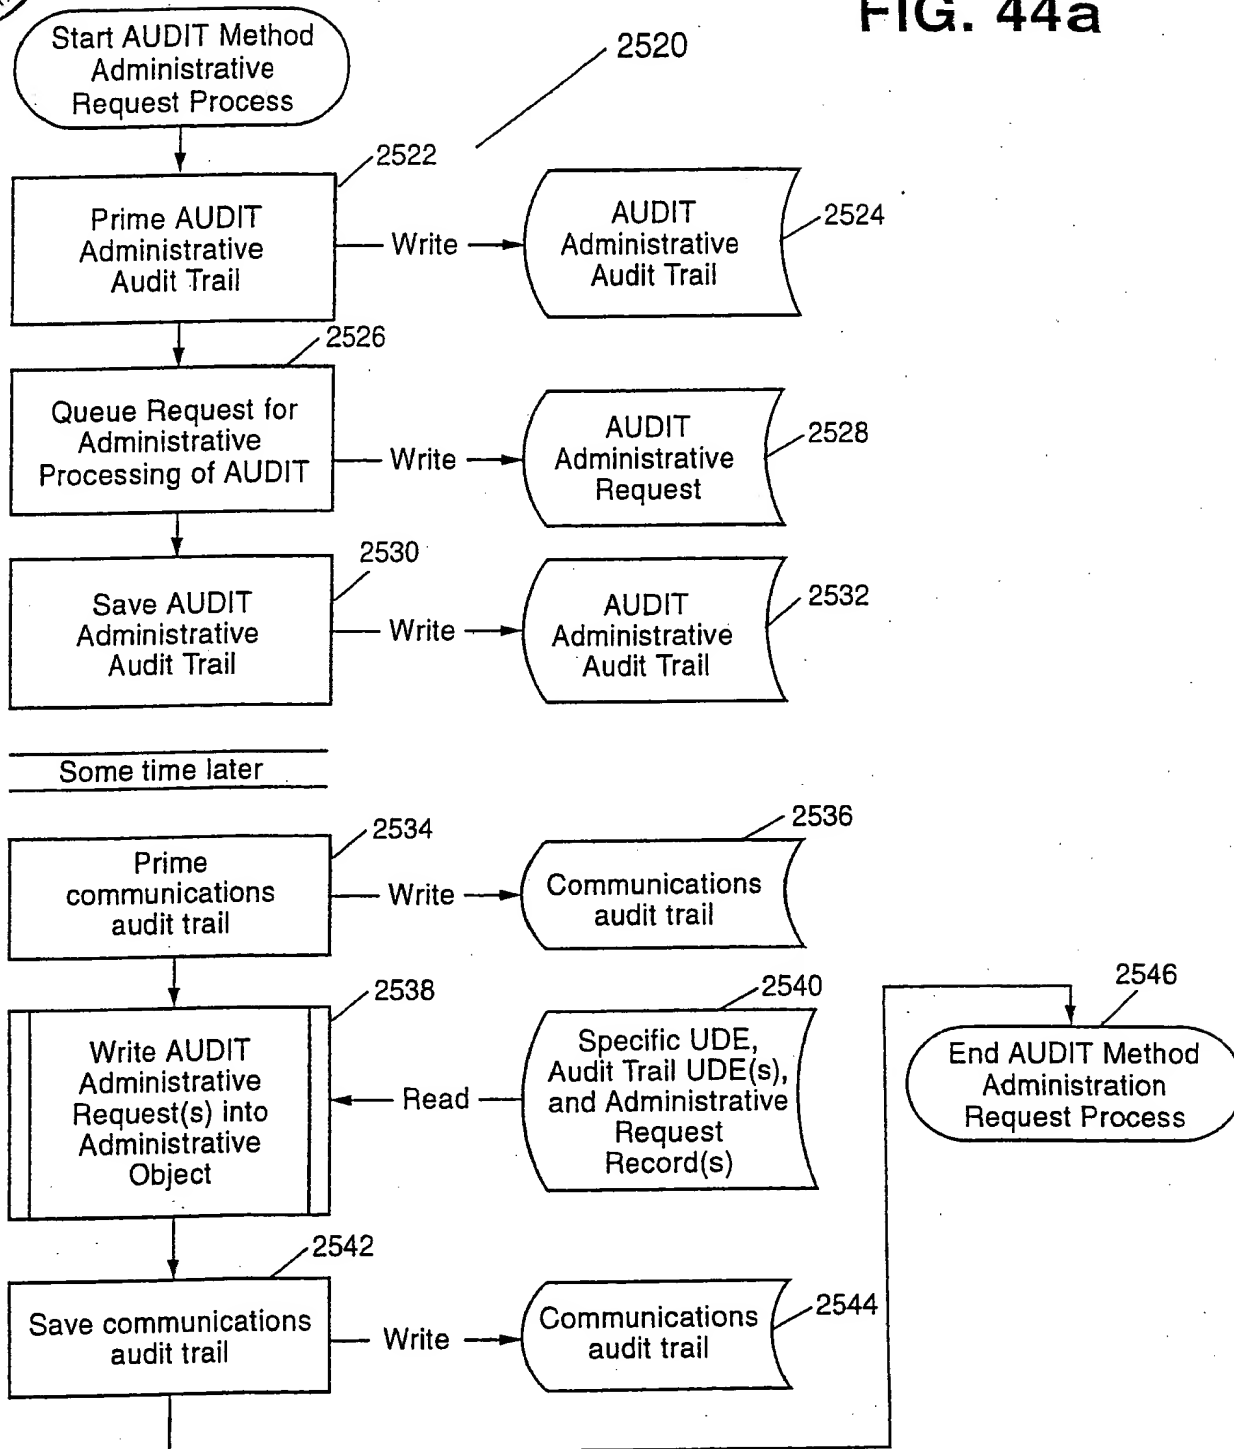 FIG. 44a
Start AUDIT Method
Administrative
Request Process
2520
2522
Prime AUDIT
Administrative
Audit Trail
Write
AUDIT
Administrative
Audit Trail
2524
2526
Queue Request for
Administrative
Processing of AUDIT
Write
AUDIT
Administrative
Request
2528
2530
Save AUDIT
Administrative
Audit Trail
Write
AUDIT
Administrative
Audit Trail
2532
Some time later
2534
Prime
communications
audit trail
Write
2536
Communications
audit trail
2538
Write AUDIT
Administrative
Request(s) into
Administrative
Object
Read
2540
Specific UDE,
Audit Trail UDE(s),
and Administrative
Request
Record(s)
2546
End AUDIT Method
Administration
Request Process
2542
Save communications
audit trail
Write
Communications
audit trail
2544